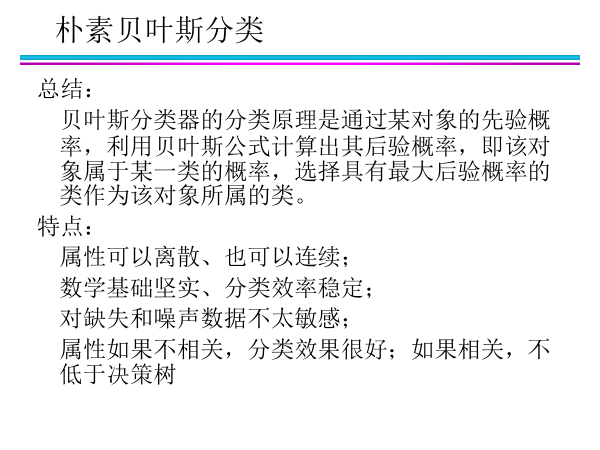 朴素贝叶斯分类
总结：
贝叶斯分类器的分类原理是通过某对象的先验概
率，利用贝叶斯公式计算出其后验概率，即该对
象属于某一类的概率，选择具有最大后验概率的
类作为该对象所属的类。
特点：
属性可以离散、也可以连续；
数学基础坚实、分类效率稳定；
对缺失和噪声数据不太敏感；
属性如果不相关，分类效果很好；如果相关，不
低于决策树